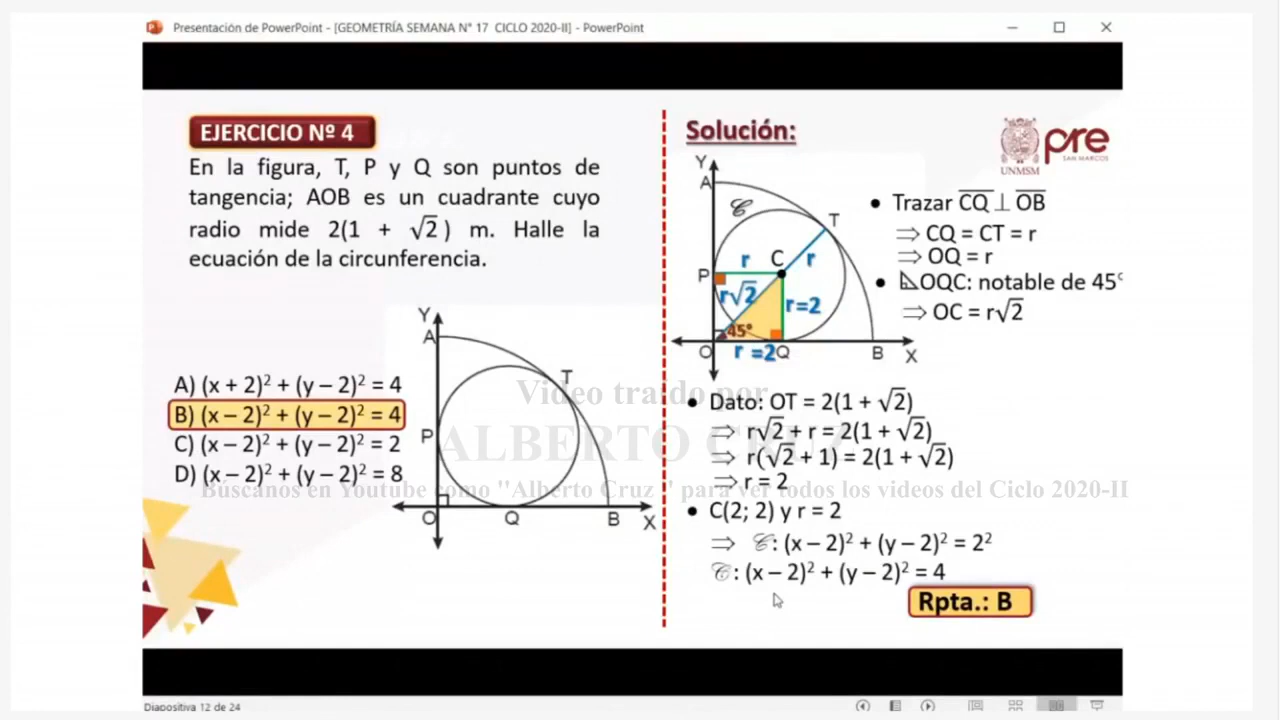 Presentación de PowerPoint - [GEOMETRÍA SEMANA N° 17 CICLO 2020-II] - PowerPoint
EJERCICIO Nº 4
En la figura, T, P y Q son puntos de
tangencia; AOB es un cuadrante cuyo
radio mide 2(1 + √2) m. Halle la
ecuación de la circunferencia.
A) (x + 2)² + (y – 2)² = 4
B) (x – 2)² + (y – 2)² = 4
C) (x – 2)² + (y – 2)² = 2
D) (x – 2)² + (y – 2)² = 8
Y
A
T
P
O
Q
B
X
Solución:
pre
SAN MARCOS
UNMSM
Y
A
𝒞
T
C
r
r
P
r√2
r=2
45°
O
r =2
Q
B
X
• Trazar CQ ⊥ OB
⇒ CQ = CT = r
⇒ OQ = r
• ◺OQC: notable de 45°
⇒ OC = r√2
• Dato: OT = 2(1 + √2)
⇒ r√2 + r = 2(1 + √2)
⇒ r(√2 + 1) = 2(1 + √2)
⇒ r = 2
• C(2; 2) y r = 2
⇒ 𝒞: (x – 2)² + (y – 2)² = 2²
𝒞: (x – 2)² + (y – 2)² = 4
Rpta.: B
Video traído por
ALBERTO CRUZ
Buscanos en Youtube como "Alberto Cruz " para ver todos los videos del Ciclo 2020-II
Diapositiva 12 de 24